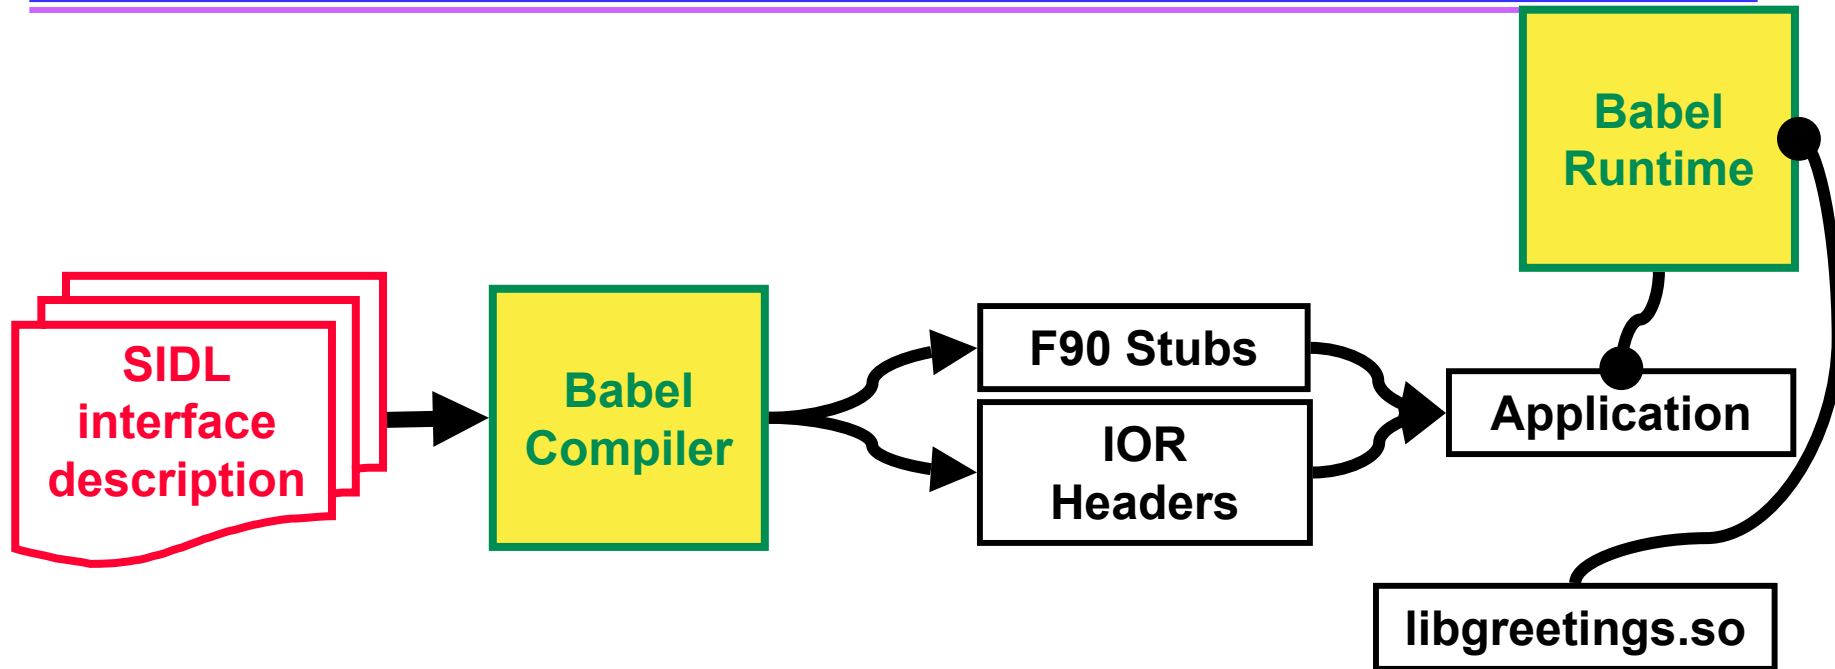 Babel
Runtime
SIDL
interface
description
Babel
Compiler
F90 Stubs
IOR
Headers
Application
libgreetings.so